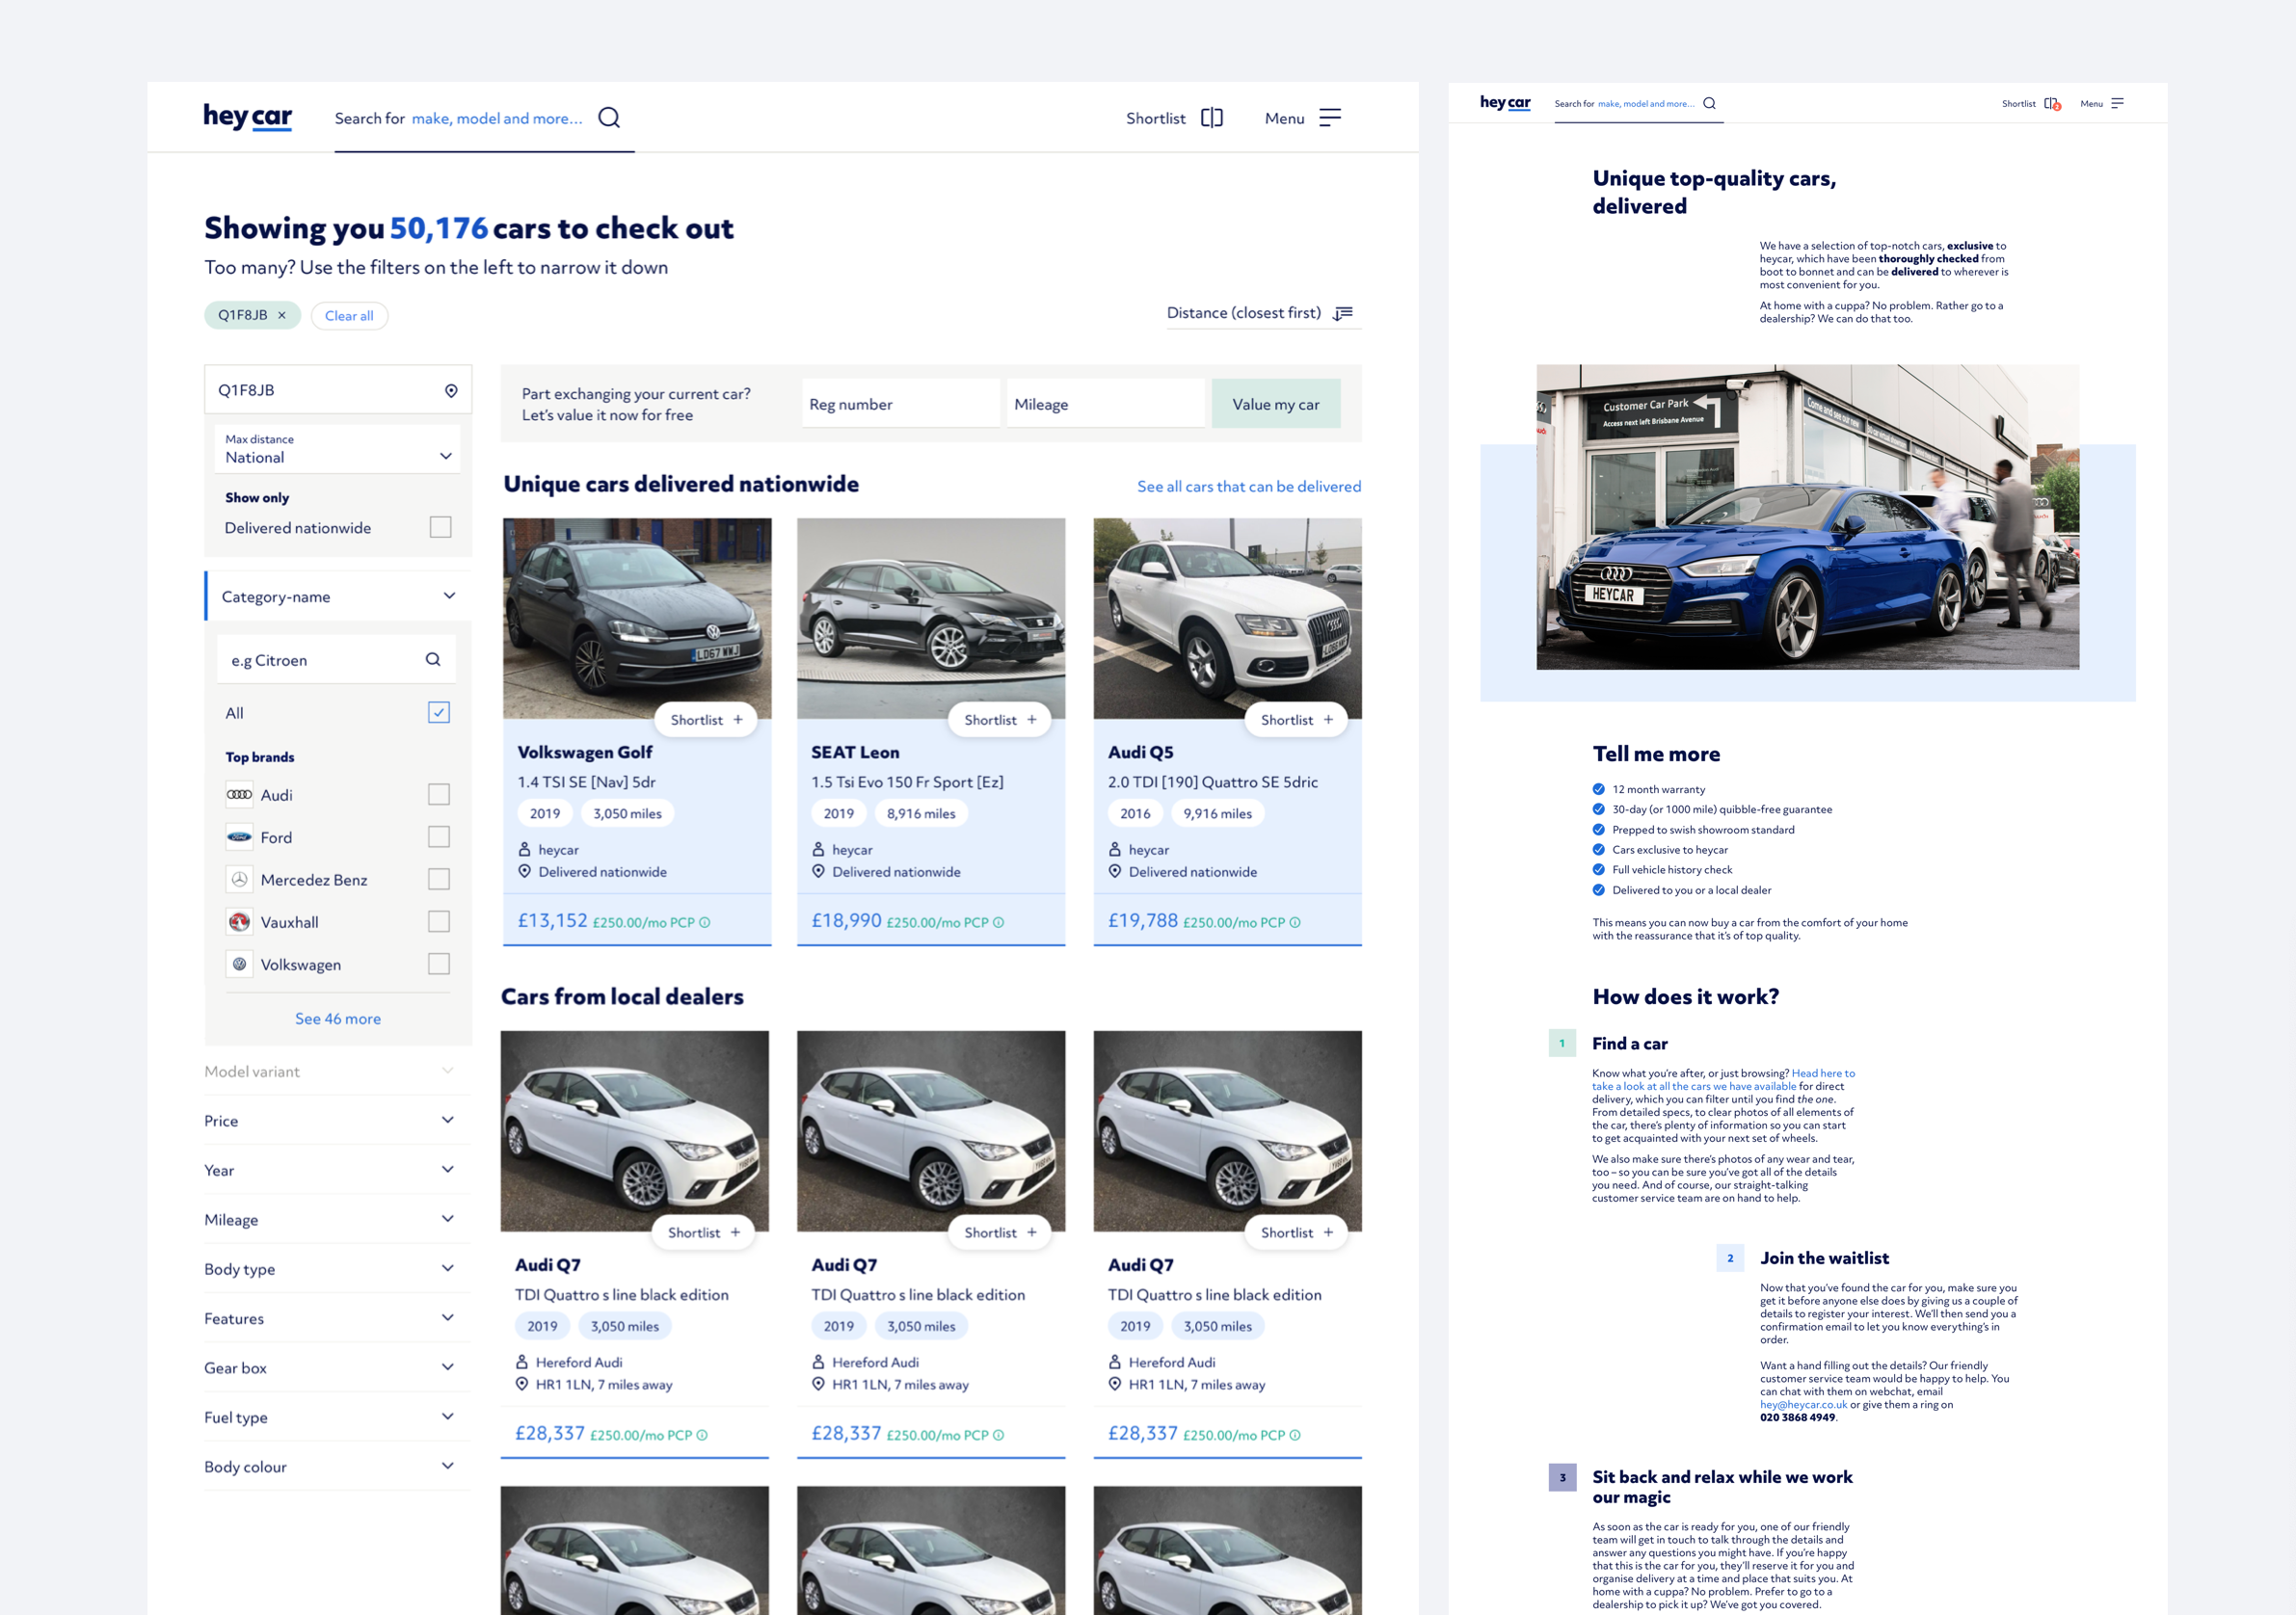 hey car
Search for make, model and more...
Shortlist
Menu
Showing you 50,176 cars to check out
Too many? Use the filters on the left to narrow it down
Q1F8JB ×
Clear all
Distance (closest first)
Q1F8JB
Max distance
National
Show only
Delivered nationwide
Category-name
e.g Citroen
All
Top brands
Audi
Ford
Mercedez Benz
Vauxhall
Volkswagen
See 46 more
Model variant
Price
Year
Mileage
Body type
Features
Gear box
Fuel type
Body colour
Part exchanging your current car?
Let's value it now for free
Reg number
Mileage
Value my car
Unique cars delivered nationwide
See all cars that can be delivered
LD67 WWJ
Shortlist +
Volkswagen Golf
1.4 TSI SE [Nav] 5dr
2019
3,050 miles
heycar
Delivered nationwide
£13,152 £250.00/mo PCP
Shortlist +
SEAT Leon
1.5 Tsi Evo 150 Fr Sport [Ez]
2019
8,916 miles
heycar
Delivered nationwide
£18,990 £250.00/mo PCP
Shortlist +
Audi Q5
2.0 TDI [190] Quattro SE 5dric
2016
9,916 miles
heycar
Delivered nationwide
£19,788 £250.00/mo PCP
Cars from local dealers
Shortlist +
Audi Q7
TDI Quattro s line black edition
2019
3,050 miles
Hereford Audi
HR1 1LN, 7 miles away
£28,337 £250.00/mo PCP
Shortlist +
Audi Q7
TDI Quattro s line black edition
2019
3,050 miles
Hereford Audi
HR1 1LN, 7 miles away
£28,337 £250.00/mo PCP
Shortlist +
Audi Q7
TDI Quattro s line black edition
2019
3,050 miles
Hereford Audi
HR1 1LN, 7 miles away
£28,337 £250.00/mo PCP
hey car
Search for make, model and more...
Shortlist
2
Menu
Unique top-quality cars,
delivered
We have a selection of top-notch cars, exclusive to
heycar, which have been thoroughly checked from
boot to bonnet and can be delivered to wherever is
most convenient for you.
At home with a cuppa? No problem. Rather go to a
dealership? We can do that too.
Customer Car Park
Access next left Brisbane Avenue
Come and see our new
HEYCAR
Tell me more
12 month warranty
30-day (or 1000 mile) quibble-free guarantee
Prepped to swish showroom standard
Cars exclusive to heycar
Full vehicle history check
Delivered to you or a local dealer
This means you can now buy a car from the comfort of your home
with the reassurance that it's of top quality.
How does it work?
1
Find a car
Know what you're after, or just browsing? Head here to
take a look at all the cars we have available for direct
delivery, which you can filter until you find the one.
From detailed specs, to clear photos of all elements of
the car, there's plenty of information so you can start
to get acquainted with your next set of wheels.
We also make sure there's photos of any wear and tear,
too – so you can be sure you've got all of the details
you need. And of course, our straight-talking
customer service team are on hand to help.
2
Join the waitlist
Now that you've found the car for you, make sure you
get it before anyone else does by giving us a couple of
details to register your interest. We'll then send you a
confirmation email to let you know everything's in
order.
Want a hand filling out the details? Our friendly
customer service team would be happy to help. You
can chat with them on webchat, email
hey@heycar.co.uk or give them a ring on
020 3868 4949.
3
Sit back and relax while we work
our magic
As soon as the car is ready for you, one of our friendly
team will get in touch to talk through the details and
answer any questions you might have. If you're happy
that this is the car for you, they'll reserve it for you and
organise delivery at a time and place that suits you. At
home with a cuppa? No problem. Prefer to go to a
dealership to pick it up? We've got you covered.